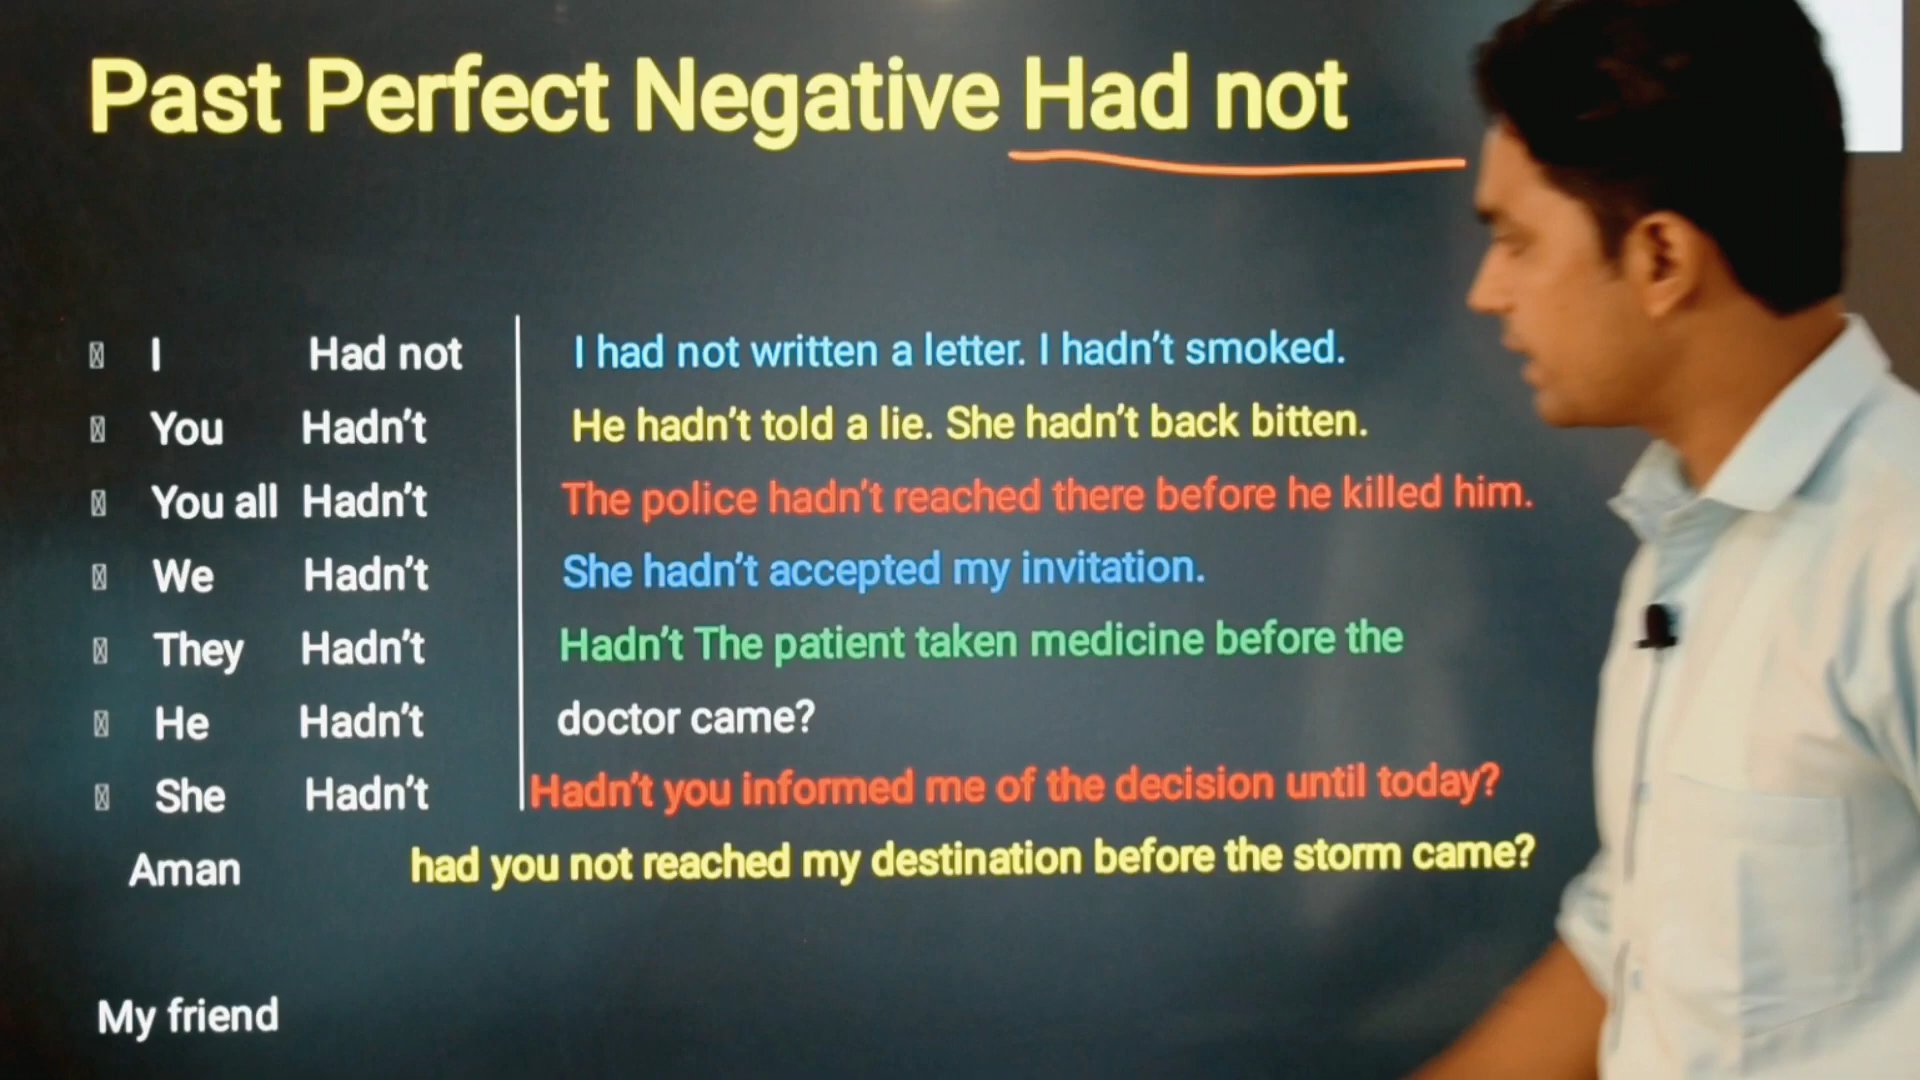 Past Perfect Negative Had not
I Had not I had not written a letter. I hadn't smoked.
You Hadn't He hadn't told a lie. She hadn't back bitten.
You all Hadn't The police hadn't reached there before he killed him.
We Hadn't She hadn't accepted my invitation.
They Hadn't Hadn't The patient taken medicine before the
He Hadn't doctor came?
She Hadn't Hadn't you informed me of the decision until today?
Aman had you not reached my destination before the storm came?
My friend